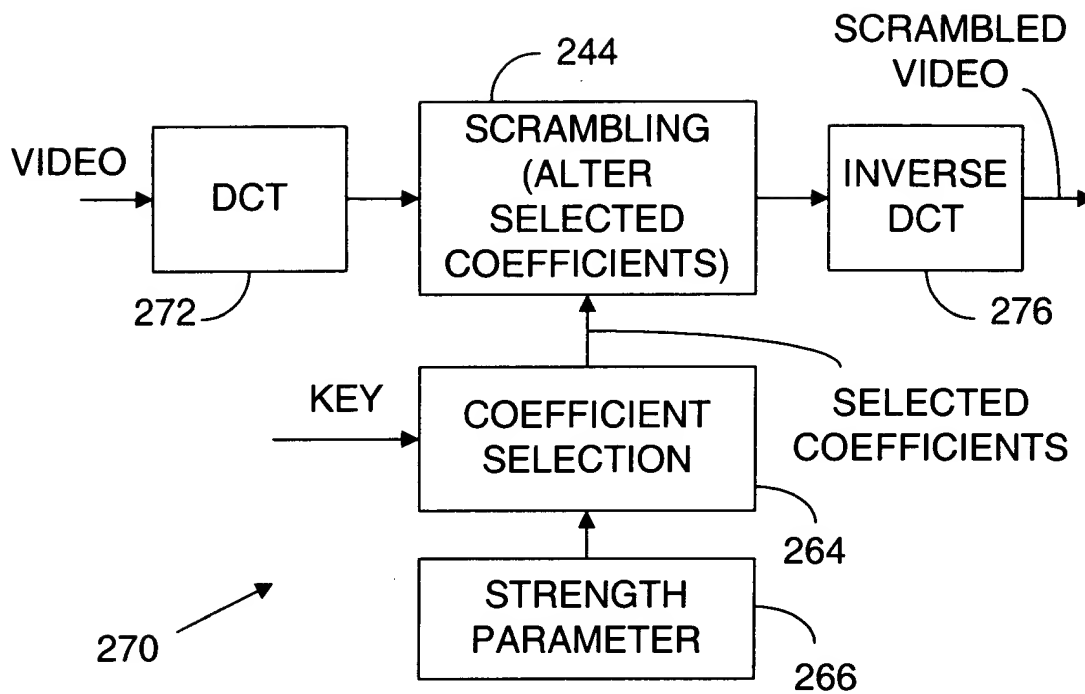 SCRAMBLED
VIDEO
244
VIDEO
DCT
SCRAMBLING
(ALTER
SELECTED
COEFFICIENTS)
INVERSE
DCT
272
276
KEY
COEFFICIENT
SELECTION
SELECTED
COEFFICIENTS
264
STRENGTH
PARAMETER
270
266